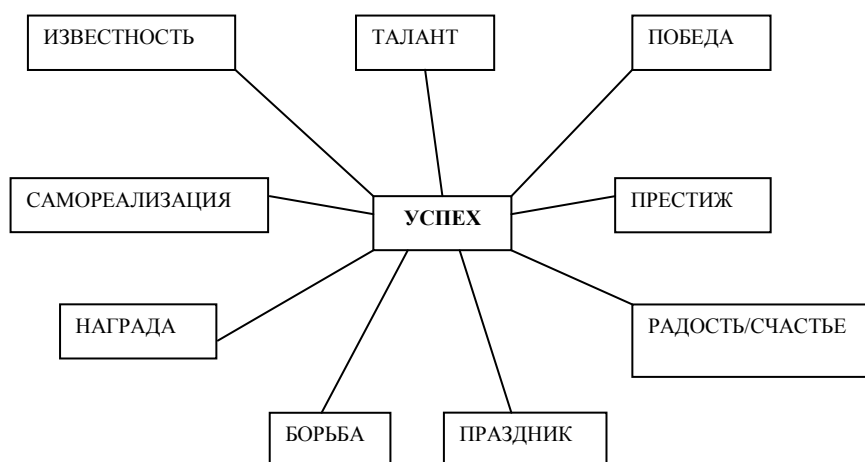 ИЗВЕСТНОСТЬ
ТАЛАНТ
ПОБЕДА
САМОРЕАЛИЗАЦИЯ
УСПЕХ
ПРЕСТИЖ
НАГРАДА
РАДОСТЬ/СЧАСТЬЕ
БОРЬБА
ПРАЗДНИК